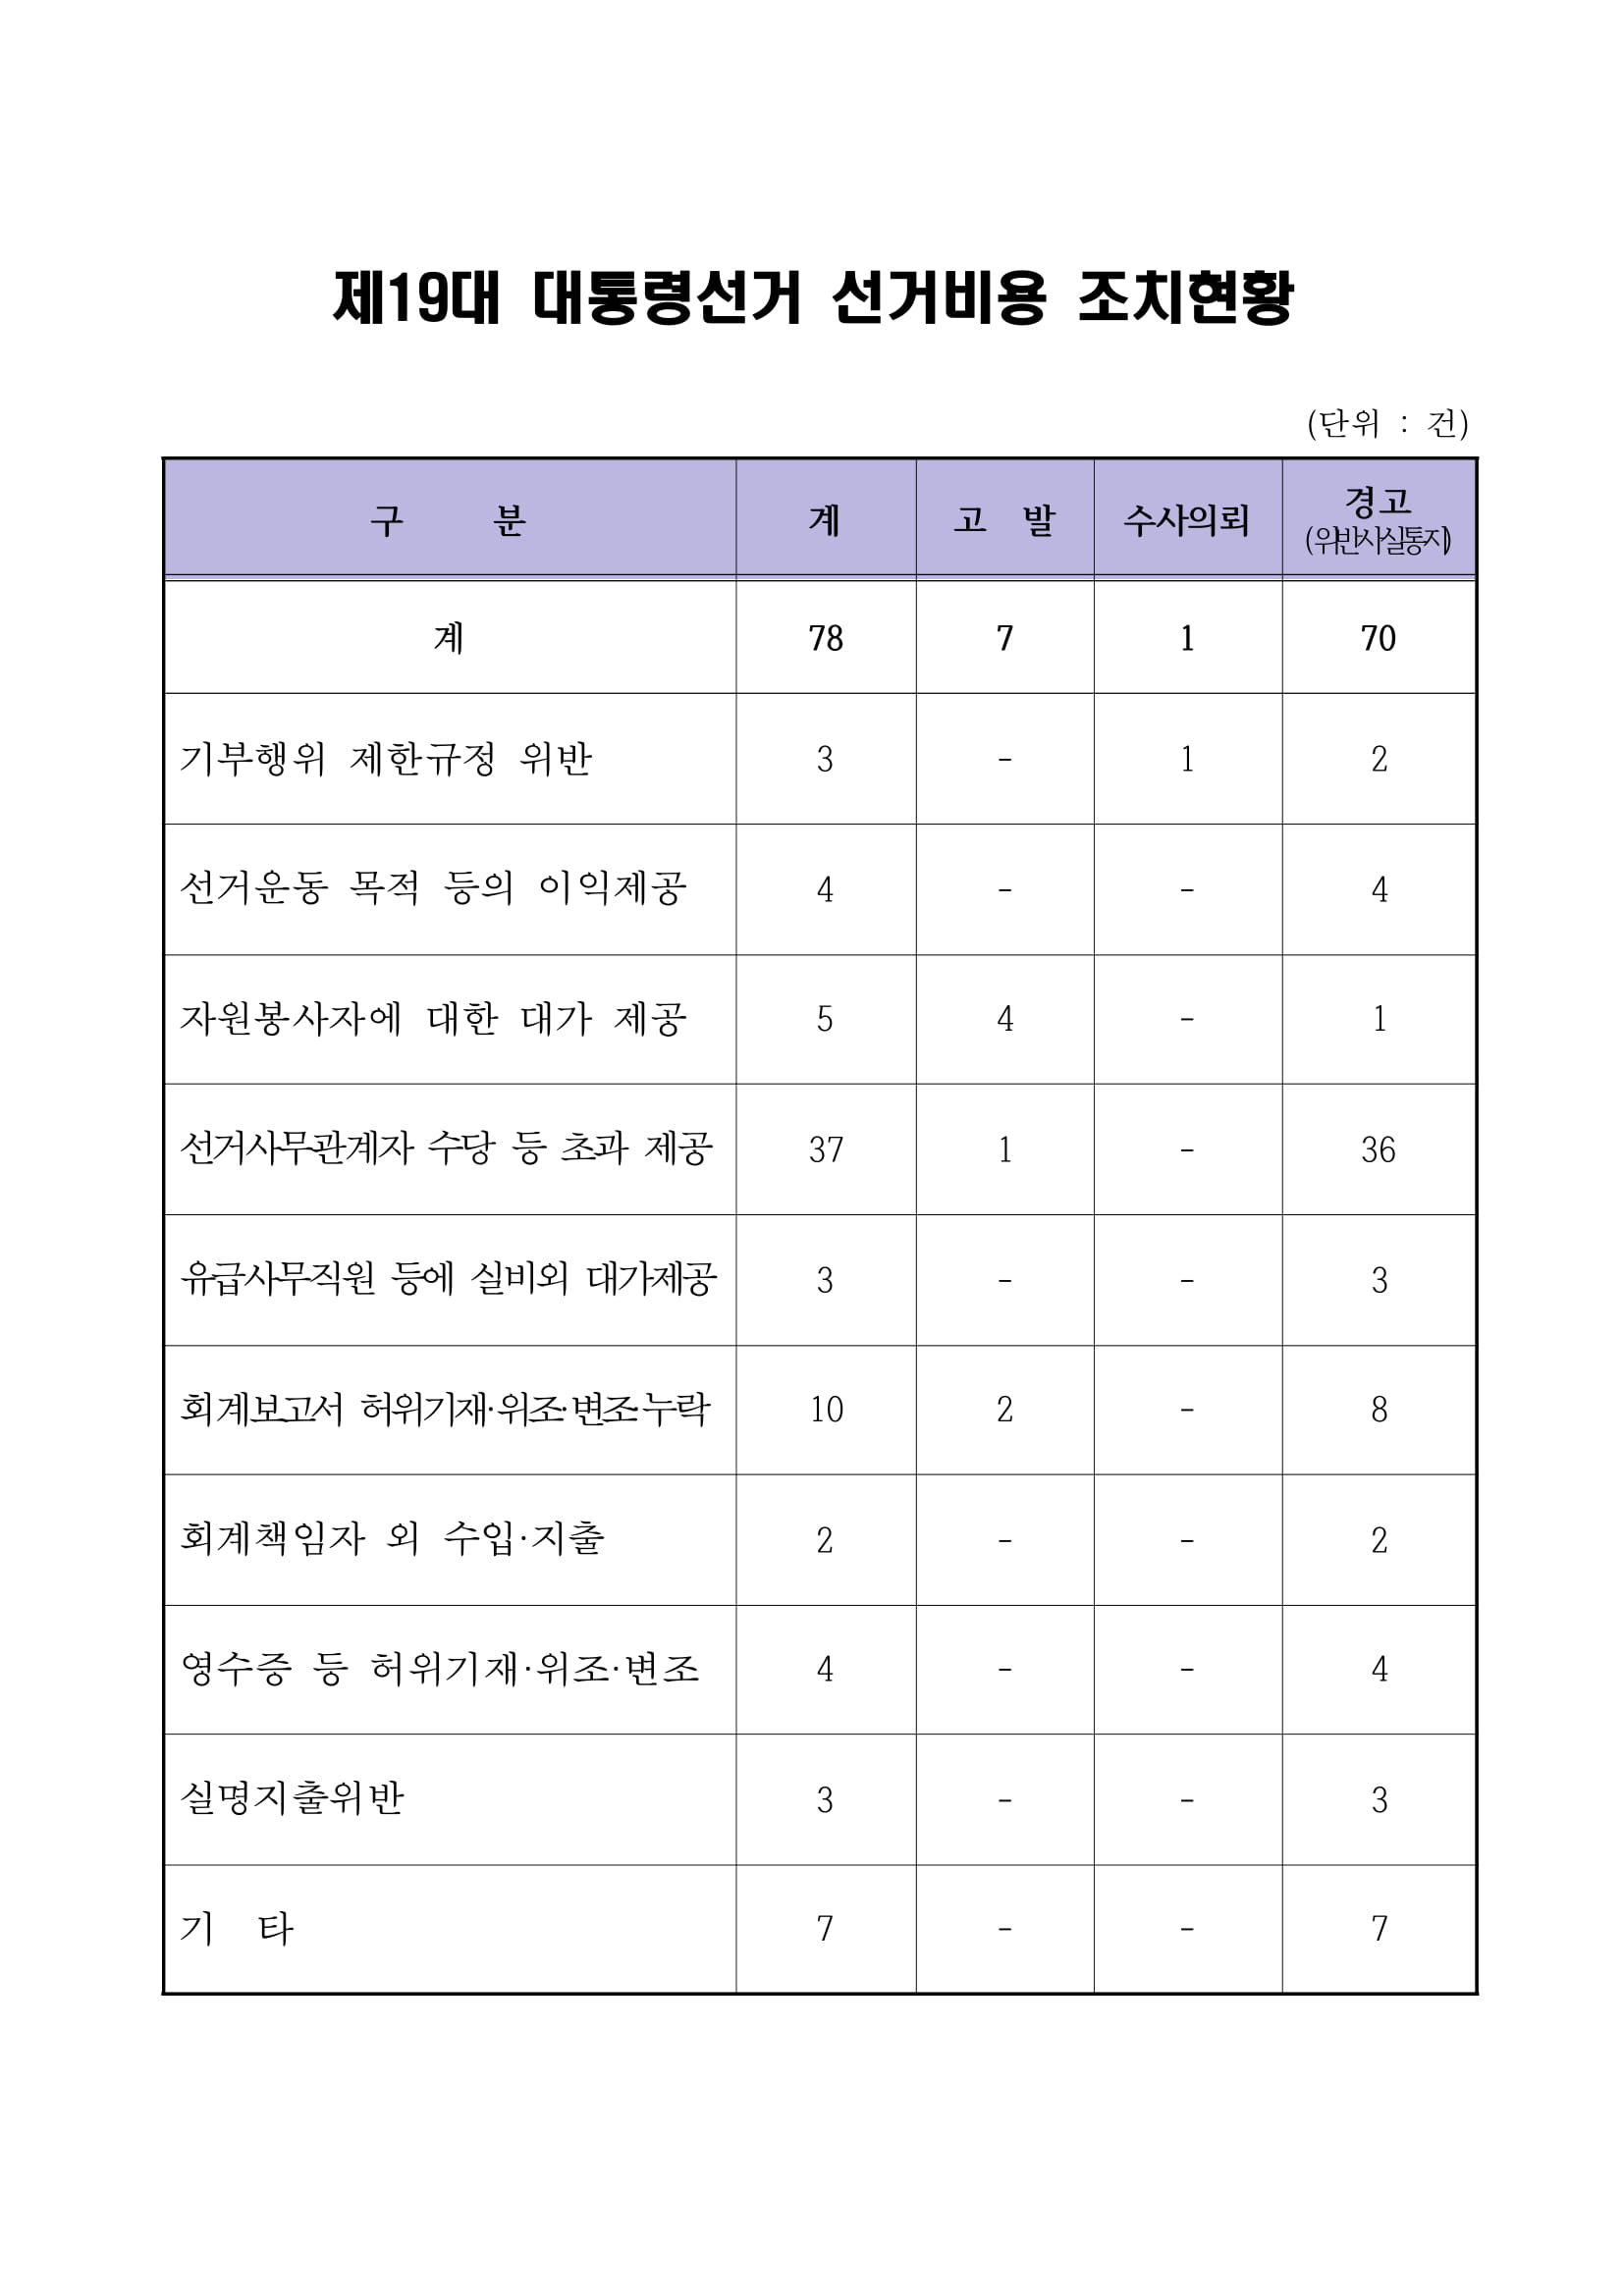 제19대 대통령선거 선거비용 조치현황
(단위 : 건)
구 분 계 고 발 수사의뢰 경고
(위반사실통지)
계 78 7 1 70
기부행위 제한규정 위반 3 - 1 2
선거운동 목적 등의 이익제공 4 - - 4
자원봉사자에 대한 대가 제공 5 4 - 1
선거사무관계자 수당 등 초과 제공 37 1 - 36
유급사무직원 등에 실비외 대가제공 3 - - 3
회계보고서 허위기재·위조·변조·누락 10 2 - 8
회계책임자 외 수입·지출 2 - - 2
영수증 등 허위기재·위조·변조 4 - - 4
실명지출위반 3 - - 3
기 타 7 - - 7